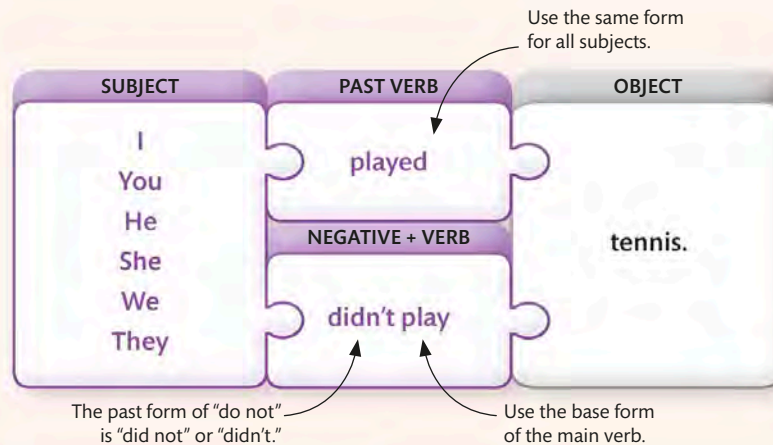 Use the same form
for all subjects.
SUBJECT
PAST VERB
OBJECT
I
You
He
She
We
They
played
NEGATIVE + VERB
didn't play
tennis.
The past form of “do not”
is “did not” or “didn't.”
Use the base form
of the main verb.